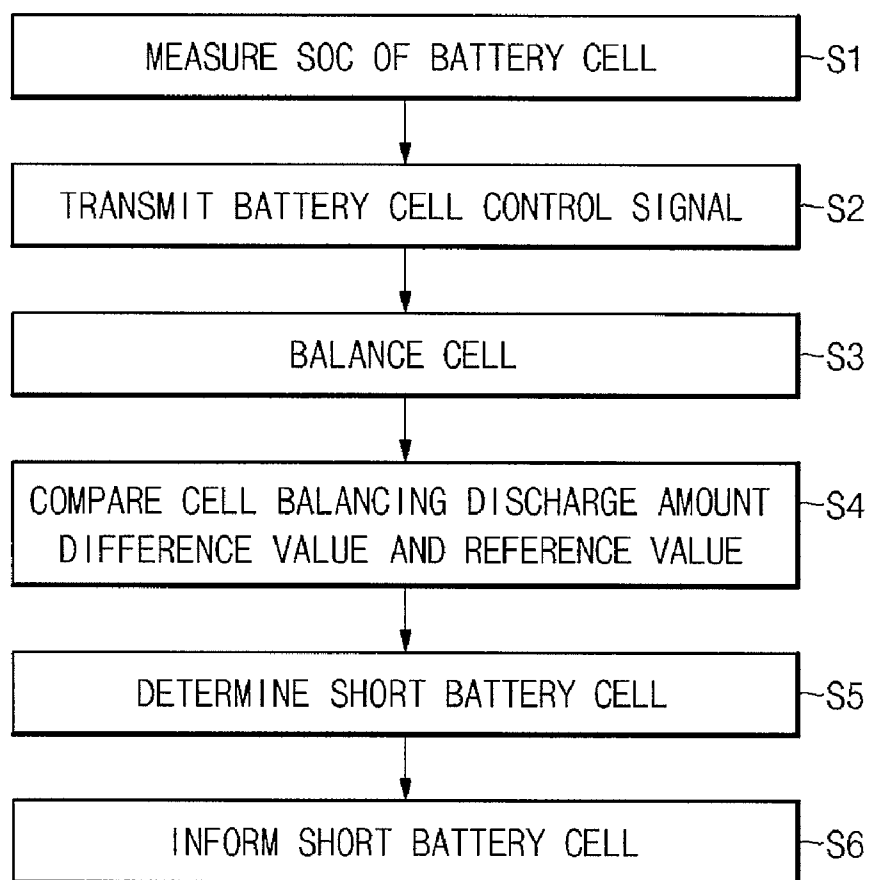 MEASURE SOC OF BATTERY CELL
S1
TRANSMIT BATTERY CELL CONTROL SIGNAL
S2
BALANCE CELL
S3
COMPARE CELL BALANCING DISCHARGE AMOUNT
DIFFERENCE VALUE AND REFERENCE VALUE
S4
DETERMINE SHORT BATTERY CELL
S5
INFORM SHORT BATTERY CELL
S6